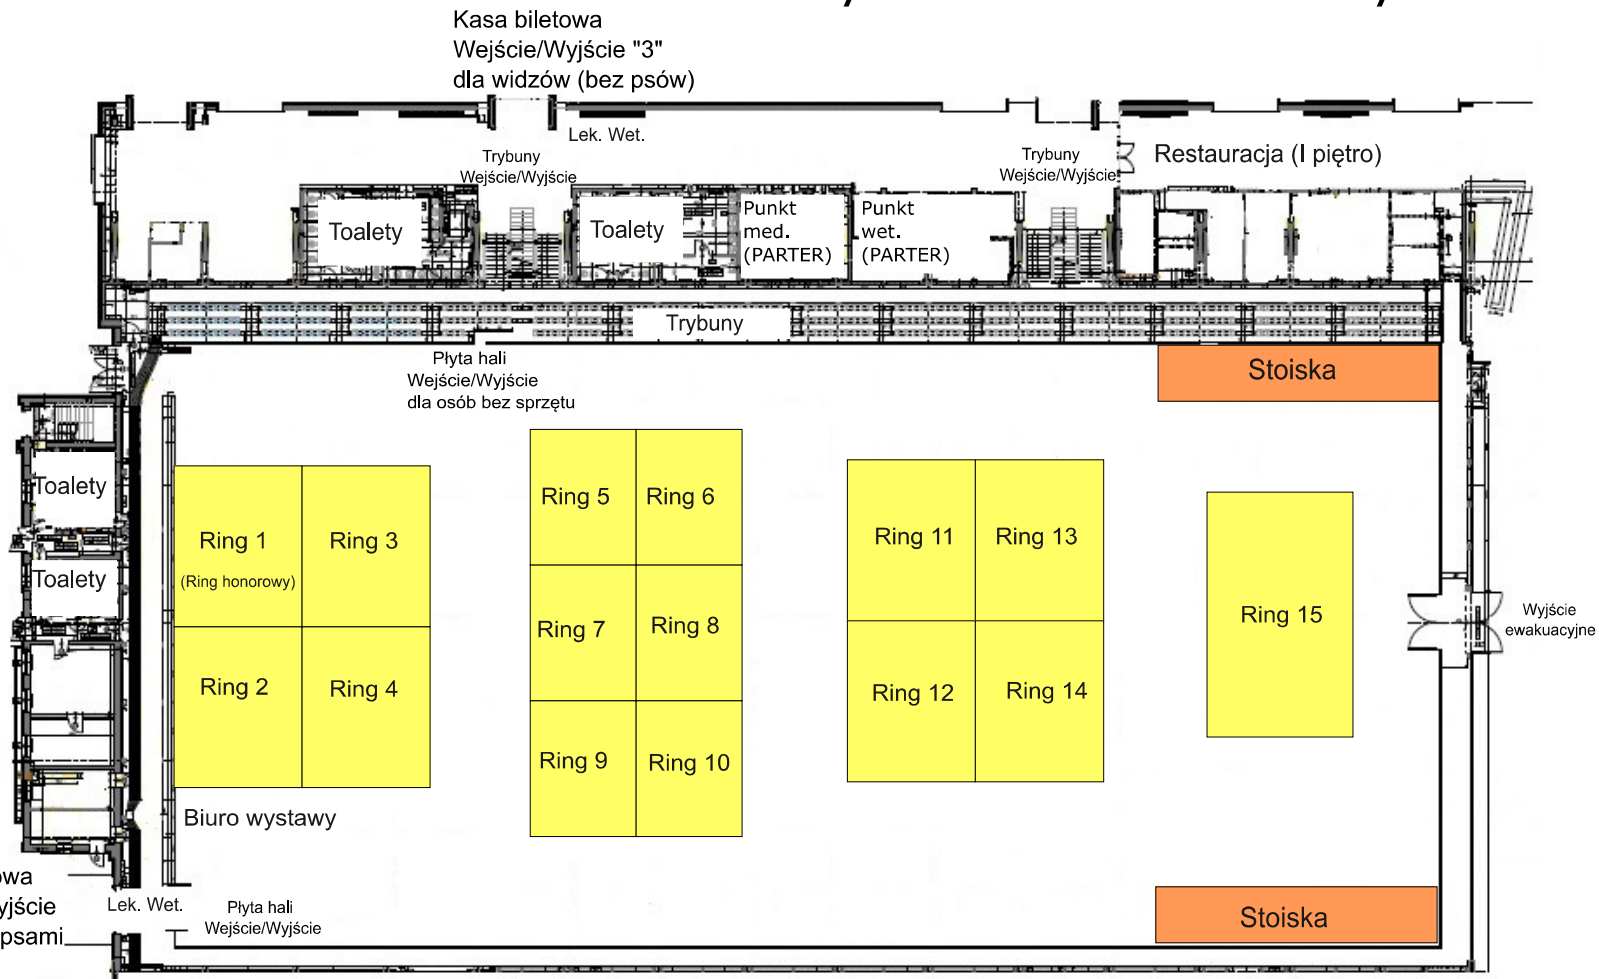 Kasa biletowa
Wejście/Wyjście "3"
dla widzów (bez psów)
Lek. Wet.
Trybuny
Wejście/Wyjście
Trybuny
Wejście/Wyjście
Restauracja (I piętro)
Toalety
Toalety
Punkt
med.
(PARTER)
Punkt
wet.
(PARTER)
Trybuny
Płyta hali
Wejście/Wyjście
dla osób bez sprzętu
Stoiska
Toalety
Toalety
Ring 1
(Ring honorowy)
Ring 3
Ring 2
Ring 4
Ring 5
Ring 6
Ring 7
Ring 8
Ring 9
Ring 10
Ring 11
Ring 13
Ring 12
Ring 14
Ring 15
Wyjście
ewakuacyjne
Biuro wystawy
Lek. Wet.
psami
Płyta hali
Wejście/Wyjście
Stoiska